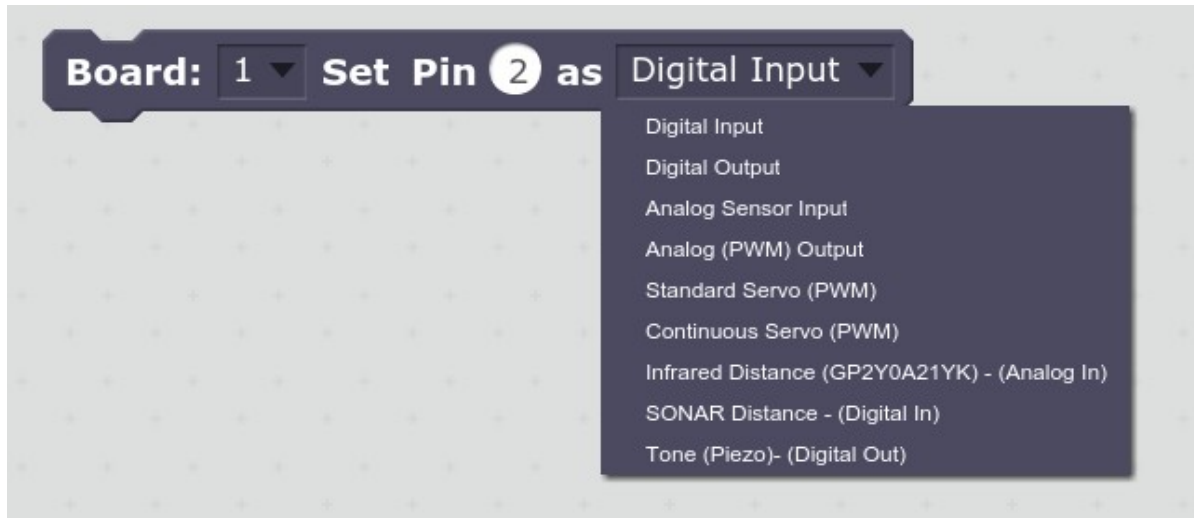 Board: 1 Set Pin 2 as Digital Input
Digital Input
Digital Output
Analog Sensor Input
Analog (PWM) Output
Standard Servo (PWM)
Continuous Servo (PWM)
Infrared Distance (GP2Y0A21YK) - (Analog In)
SONAR Distance - (Digital In)
Tone (Piezo)- (Digital Out)